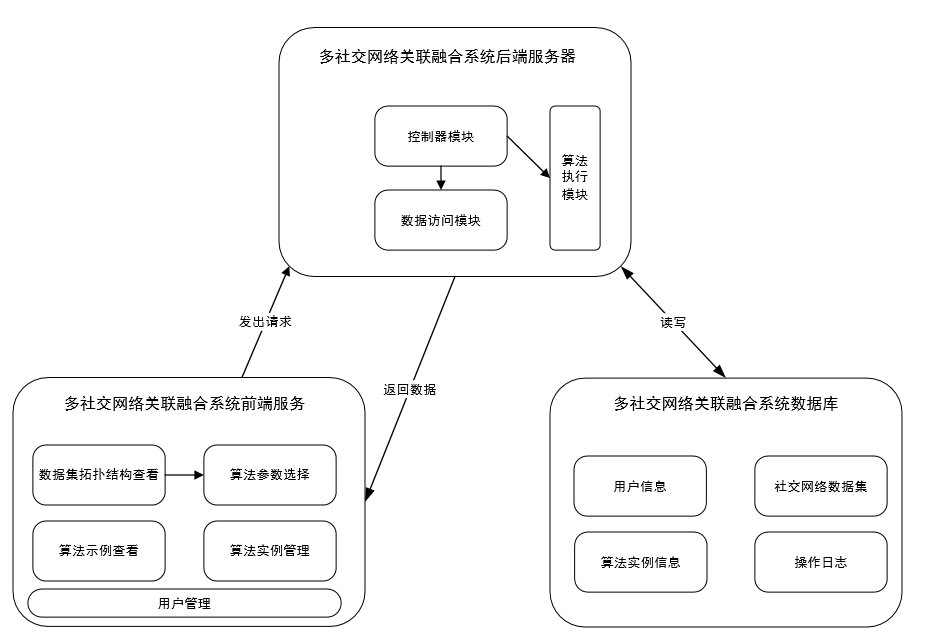 多社交网络关联融合系统后端服务器
控制器模块
算法
执行
模块
数据访问模块
发出请求
读写
返回数据
多社交网络关联融合系统前端服务
数据集拓扑结构查看
算法参数选择
算法示例查看
算法实例管理
用户管理
多社交网络关联融合系统数据库
用户信息
社交网络数据集
算法实例信息
操作日志